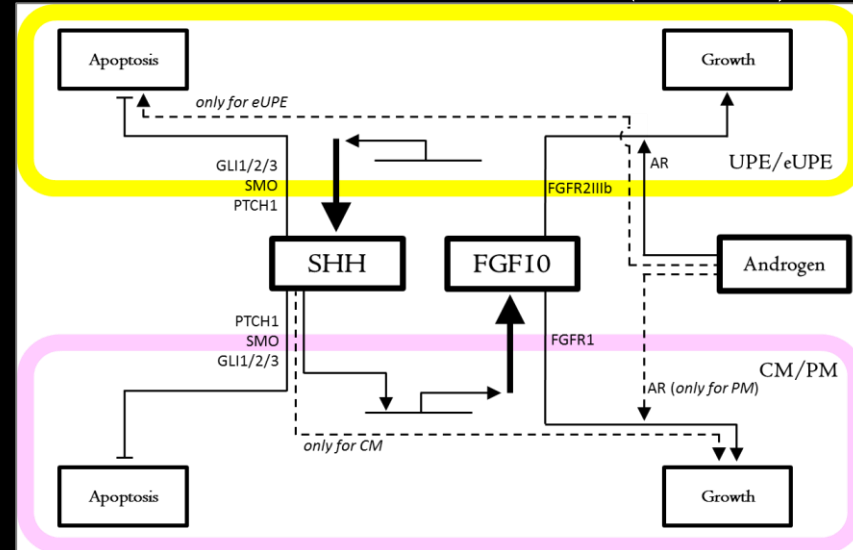 Apoptosis
Growth
only for eUPE
AR
UPE/eUPE
GLI1/2/3
SMO
PTCH1
FGFR2IIIb
SHH
FGF10
Androgen
PTCH1
SMO
GLI1/2/3
FGFR1
CM/PM
AR (only for PM)
only for CM
Apoptosis
Growth